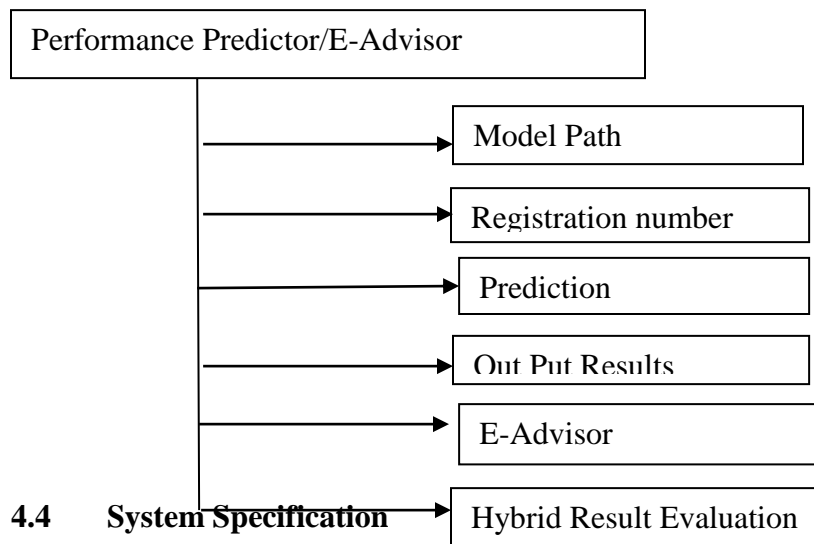 Performance Predictor/E-Advisor
Model Path
Registration number
Prediction
Out Put Results
E-Advisor
4.4 System Specification
Hybrid Result Evaluation